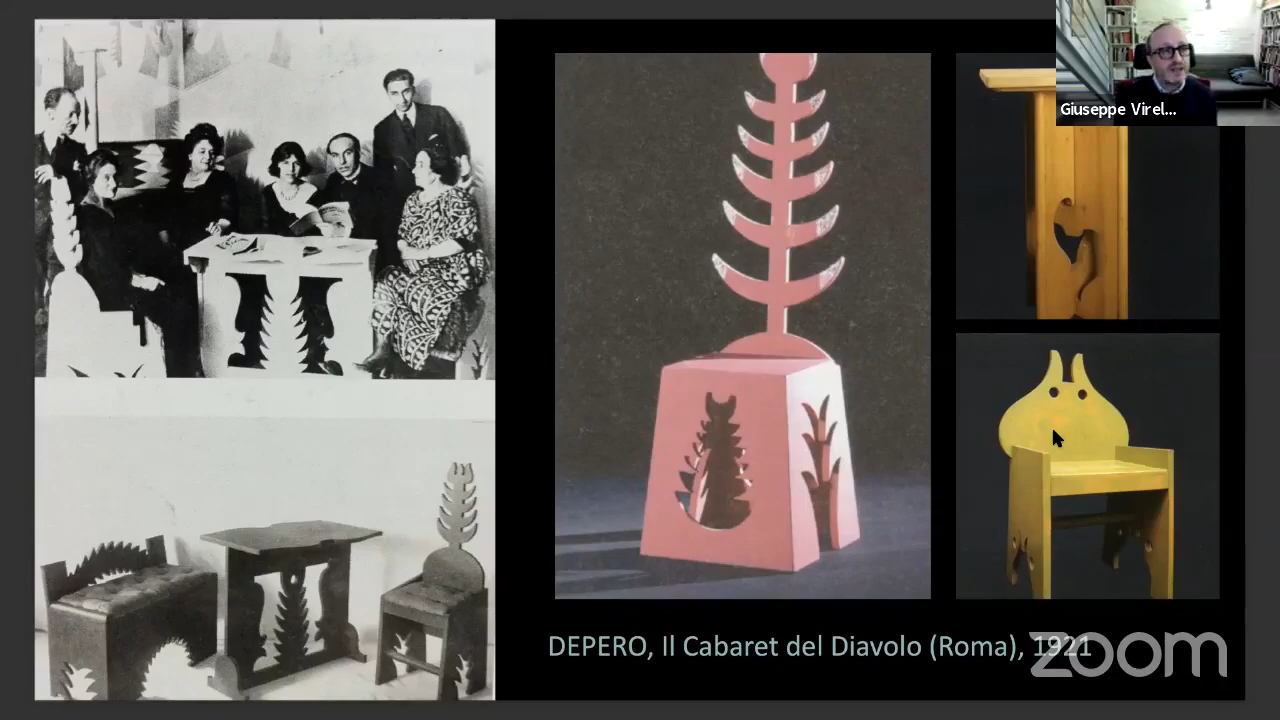 Giuseppe Virel...
DEPERO, Il Cabaret del Diavolo (Roma), 1921
zoom